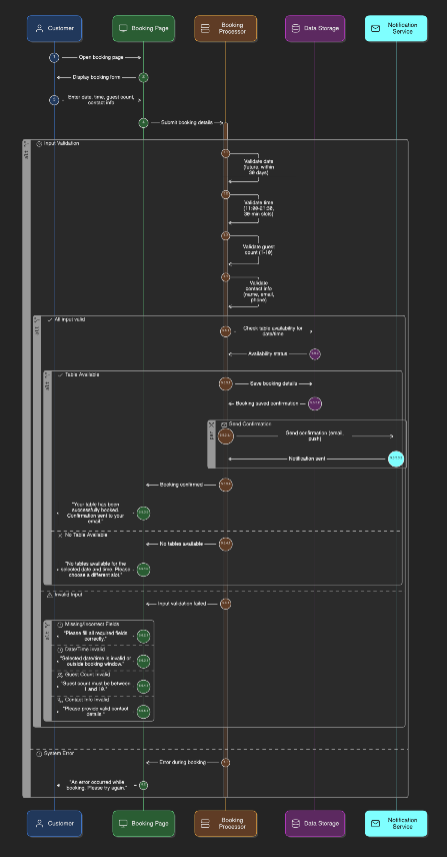 Customer
Booking Page
Booking
Processor
Data Storage
Notification
Service
Open booking page
Display booking form
Enter date, time, guest count,
contact info
Submit booking details
Input Validation
Validate date
(future, within
30 days)
Validate time
30 min slots)
Validate guest
count (1-10)
Validate
contact info
(name, email,
phone)
All input valid
Check table availability for
date/time
Availability status
Table Available
Save booking details
Booking saved confirmation
Send Confirmation
Send confirmation (email,
push)
Notification sent
Booking confirmed
"Your table has been
successfully booked.
Confirmation sent to your
email."
No Table Available
No tables available
"No tables available for the
selected date and time. Please
choose a different slot."
Invalid Input
Input validation failed
Missing/Incorrect Fields
"Please fill all required fields
correctly."
Date/Time Invalid
"Selected date/time is invalid or
outside booking window."
Guest Count Invalid
"Guest count must be between
1 and 10."
Contact Info Invalid
"Please provide valid contact
details."
System Error
Error during booking
"An error occurred while
booking. Please try again."
Customer
Booking Page
Booking
Processor
Data Storage
Notification
Service